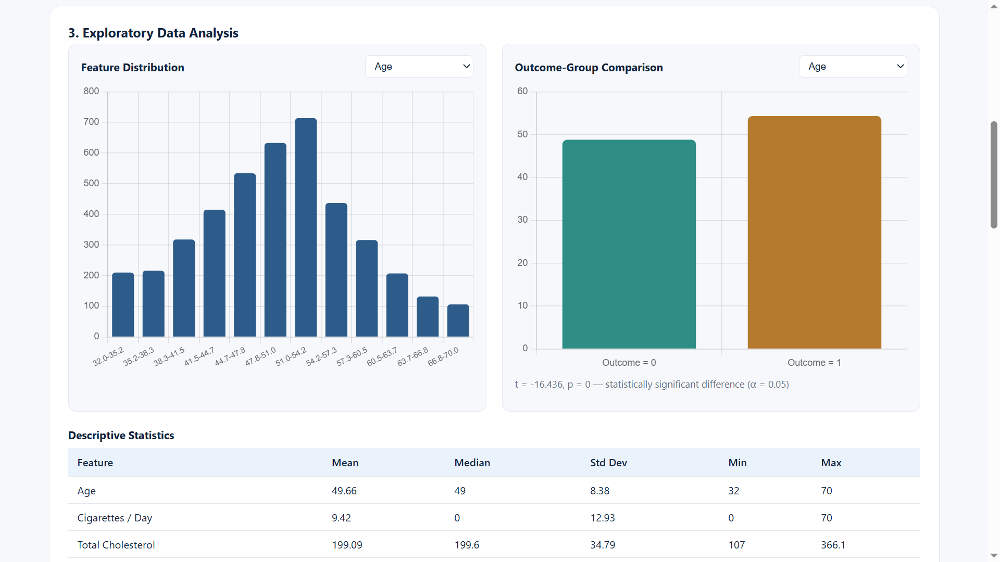 3. Exploratory Data Analysis
Feature Distribution
Age
800
700
600
500
400
300
200
100
0
32.0-35.2
35.2-38.3
38.3-41.5
41.5-44.7
44.7-47.8
47.8-51.0
51.0-54.2
54.2-57.3
57.3-60.5
60.5-63.7
63.7-66.8
66.8-70.0
Outcome-Group Comparison
Age
60
50
40
30
20
10
0
Outcome = 0
Outcome = 1
t = -16.436, p = 0 — statistically significant difference (α = 0.05)
Descriptive Statistics
Feature Mean Median Std Dev Min Max
Age 49.66 49 8.38 32 70
Cigarettes / Day 9.42 0 12.93 0 70
Total Cholesterol 199.09 199.6 34.79 107 366.1